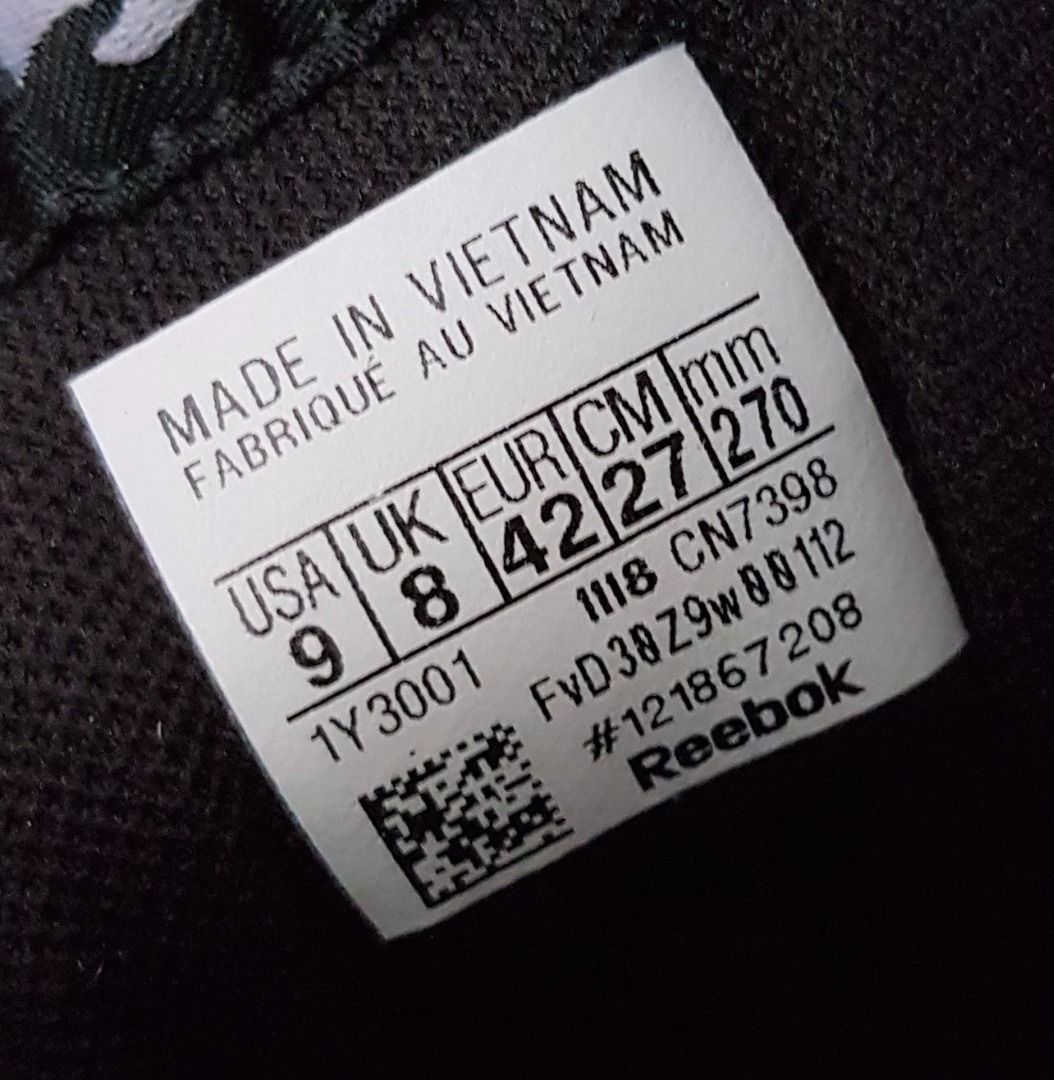 MADE IN VIETNAM
FABRIQUÉ AU VIETNAM
USA UK EUR CM mm
9 8 42 27 270
1Y3001 1118 CN7398
FvD30Z9w00112
#121867208
Reebok